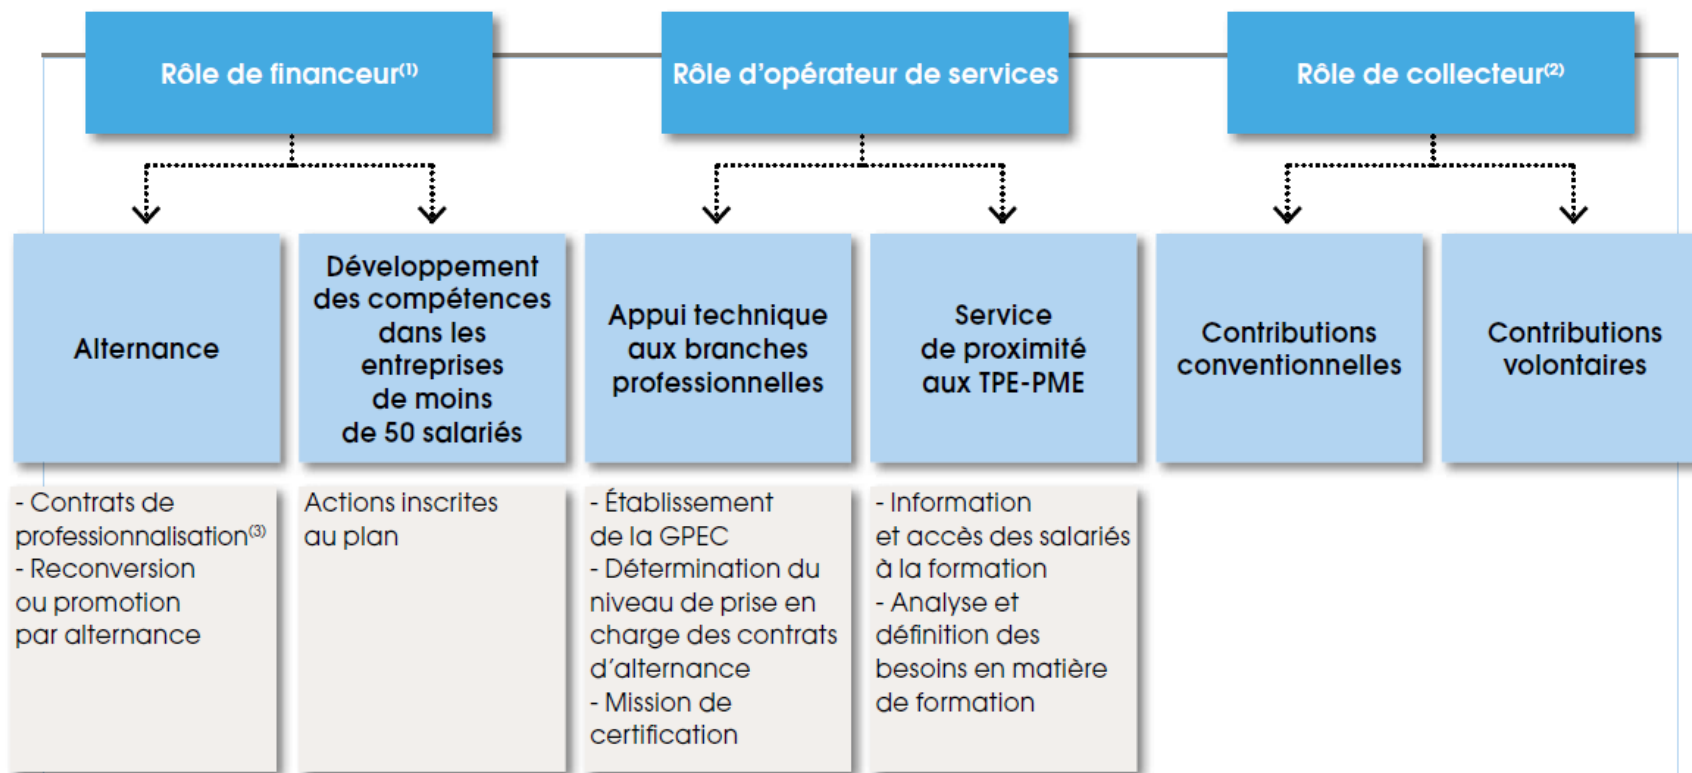 Rôle de financeur(1)
Rôle d'opérateur de services
Rôle de collecteur(2)
Alternance
Développement
des compétences
dans les
entreprises
de moins
de 50 salariés
Appui technique
aux branches
professionnelles
Service
de proximité
aux TPE-PME
Contributions
conventionnelles
Contributions
volontaires
- Contrats de
professionnalisation(3)
- Reconversion
ou promotion
par alternance
Actions inscrites
au plan
- Établissement
de la GPEC
- Détermination du
niveau de prise en
charge des contrats
d'alternance
- Mission de
certification
- Information
et accès des salariés
à la formation
- Analyse et
définition des
besoins en matière
de formation